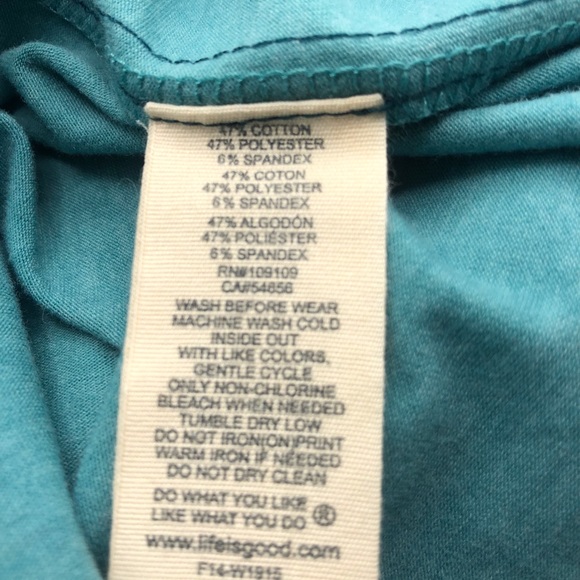 47% COTTON
47% POLYESTER
6% SPANDEX
47% COTON
47% POLYESTER
6% SPANDEX
47% ALGODÓN
47% POLIÉSTER
6% SPANDEX
RN#109109
CA#54656
WASH BEFORE WEAR
MACHINE WASH COLD
INSIDE OUT
WITH LIKE COLORS,
GENTLE CYCLE
ONLY NON-CHLORINE
BLEACH WHEN NEEDED
TUMBLE DRY LOW
DO NOT IRON(ON)PRINT
WARM IRON IF NEEDED
DO NOT DRY CLEAN
DO WHAT YOU LIKE
LIKE WHAT YOU DO ®
www.lifeisgood.com
F14-W1915